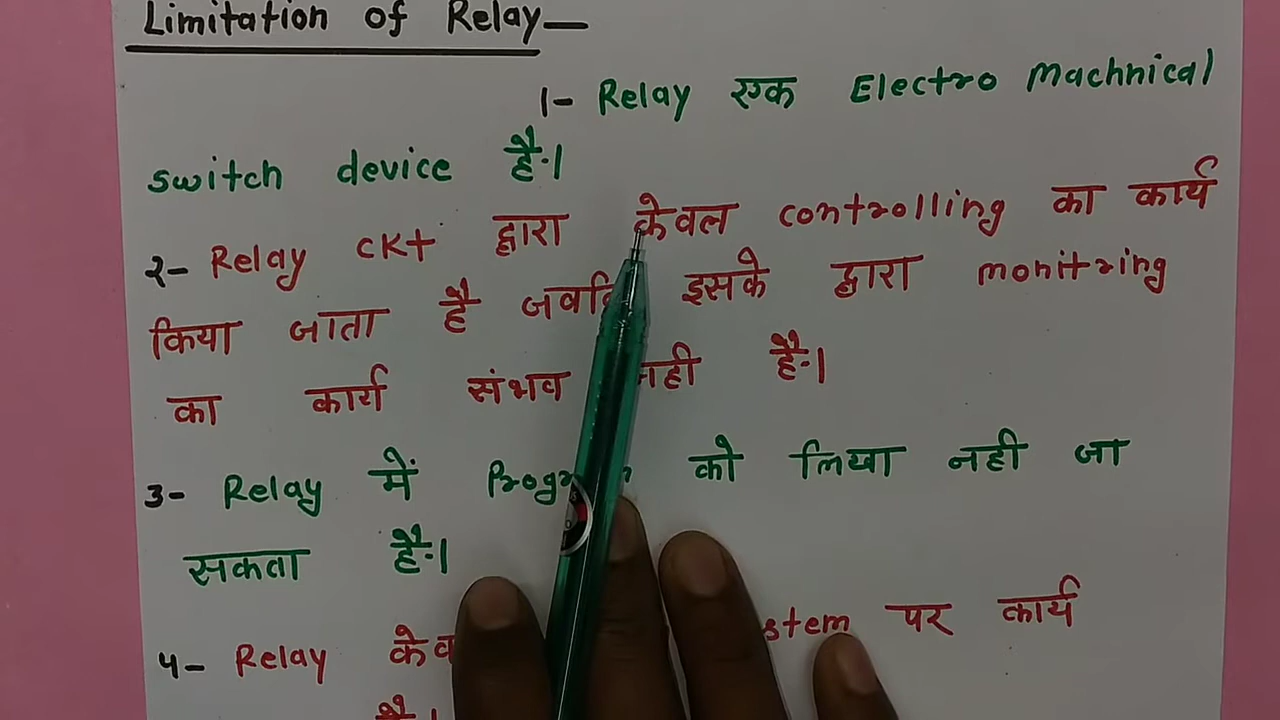 Limitation of Relay—
1- Relay एक Electro Machnical
switch device है।
2- Relay CKt द्वारा केवल controlling का कार्य
किया जाता है इसके द्वारा monitring
का कार्य संभव नही है।
3- Relay में को लिया नही जा
सकता है।
4- Relay पर कार्य
है।